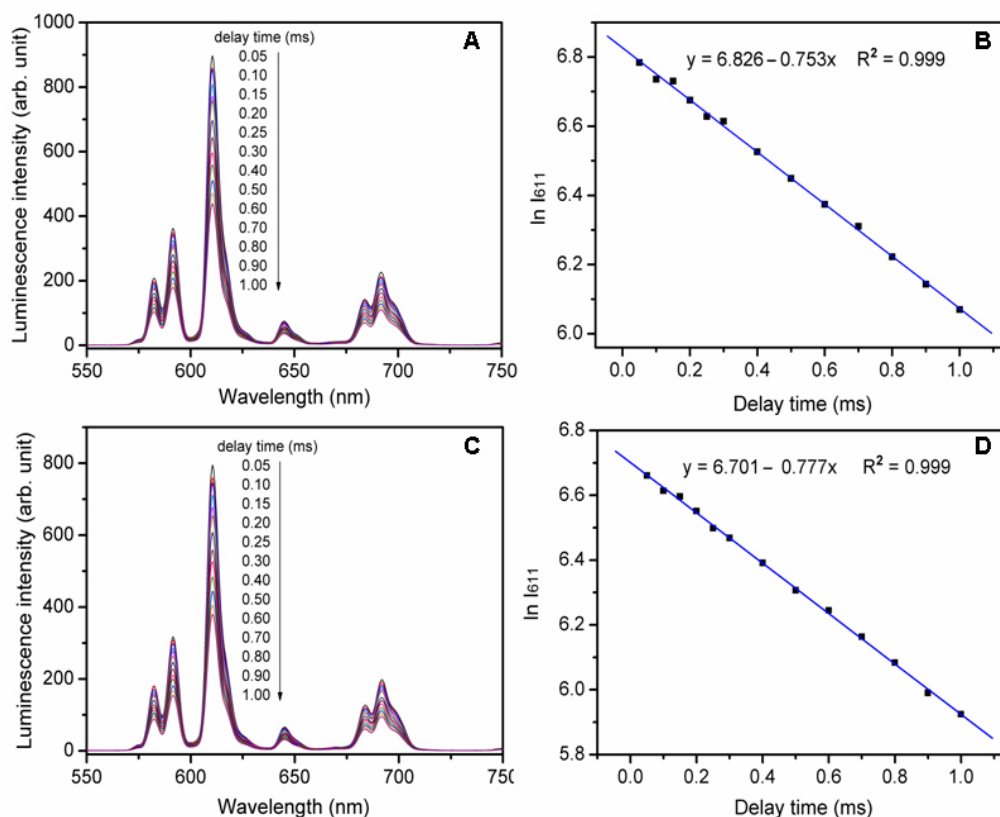 A
Luminescence intensity (arb. unit)
1000
800
600
400
200
0
delay time (ms)
0.05
0.10
0.15
0.20
0.25
0.30
0.40
0.50
0.60
0.70
0.80
0.90
1.00
550 600 650 700 750
Wavelength (nm)
B
y = 6.826 – 0.753x R² = 0.999
ln I₆₁₁
6.8
6.6
6.4
6.2
6.0
0.0 0.2 0.4 0.6 0.8 1.0
Delay time (ms)
C
Luminescence intensity (arb. unit)
800
600
400
200
0
delay time (ms)
0.05
0.10
0.15
0.20
0.25
0.30
0.40
0.50
0.60
0.70
0.80
0.90
1.00
550 600 650 700 750
Wavelength (nm)
D
y = 6.701 – 0.777x R² = 0.999
ln I₆₁₁
6.8
6.6
6.4
6.2
6.0
5.8
0.0 0.2 0.4 0.6 0.8 1.0
Delay time (ms)